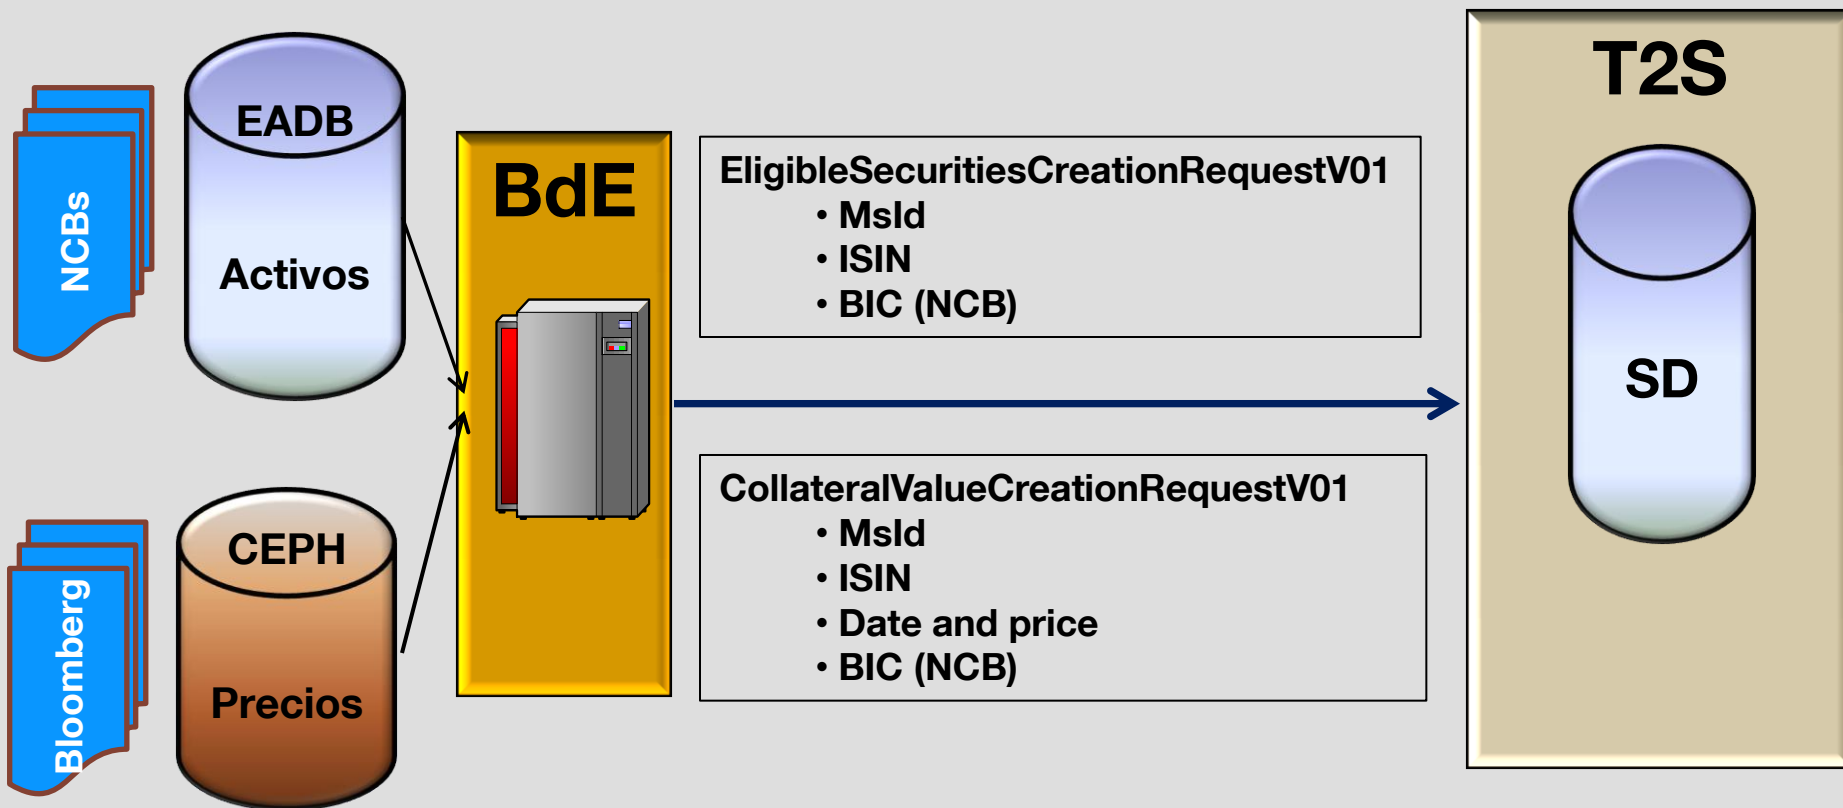 NCBs
EADB
Activos
Bloomberg
CEPH
Precios
BdE
EligibleSecuritiesCreationRequestV01
• MsId
• ISIN
• BIC (NCB)
CollateralValueCreationRequestV01
• MsId
• ISIN
• Date and price
• BIC (NCB)
T2S
SD